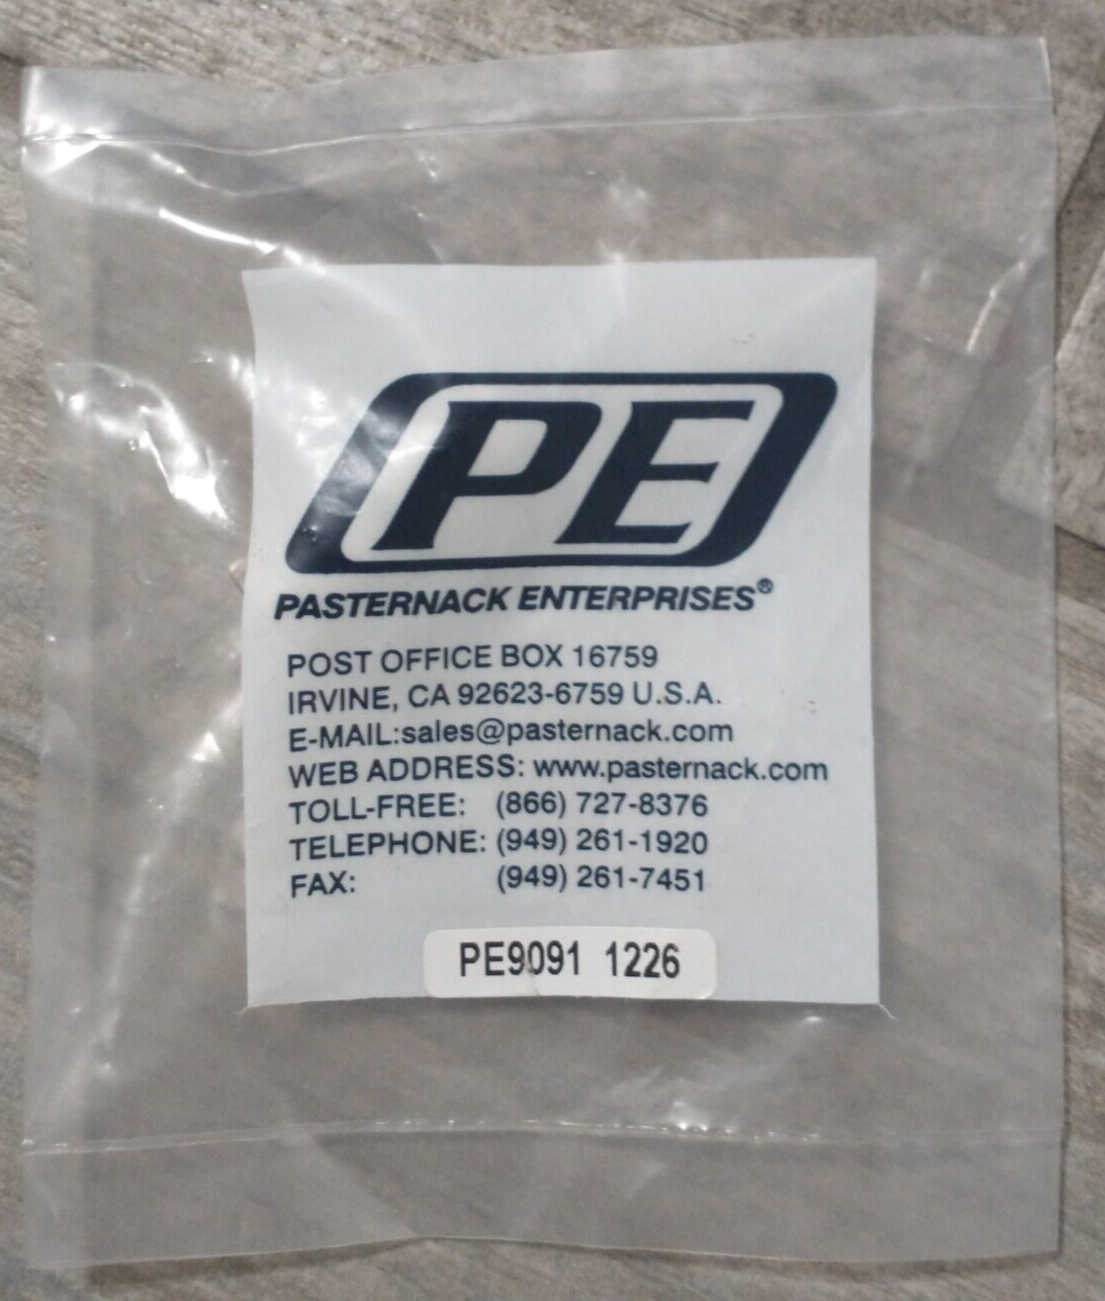 PE
PASTERNACK ENTERPRISES®
POST OFFICE BOX 16759
IRVINE, CA 92623-6759 U.S.A.
E-MAIL:sales@pasternack.com
WEB ADDRESS: www.pasternack.com
TOLL-FREE: (866) 727-8376
TELEPHONE: (949) 261-1920
FAX: (949) 261-7451
PE9091 1226